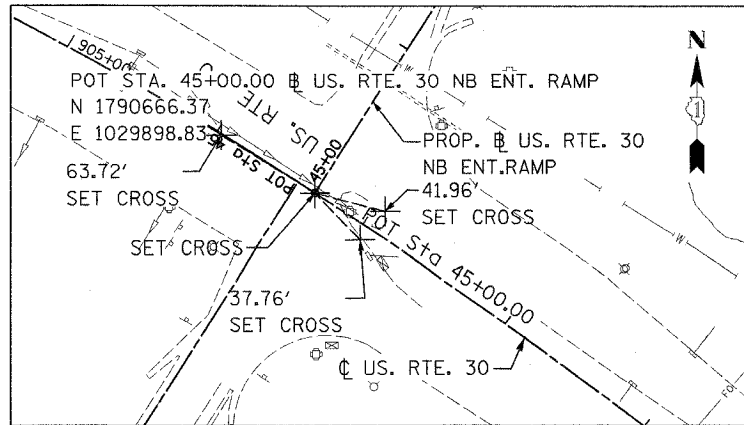 905+00
POT STA. 45+00.00 ⅊ US. RTE. 30 NB ENT. RAMP
N 1790666.37
E 1029898.83
US. RTE
45+00
POT Sta
PROP. ⅊ US. RTE. 30
NB ENT.RAMP
63.72'
SET CROSS
41.96'
SET CROSS
SET CROSS
POT Sta 45+00.00
37.76'
SET CROSS
℄ US. RTE. 30
N
1
W
W